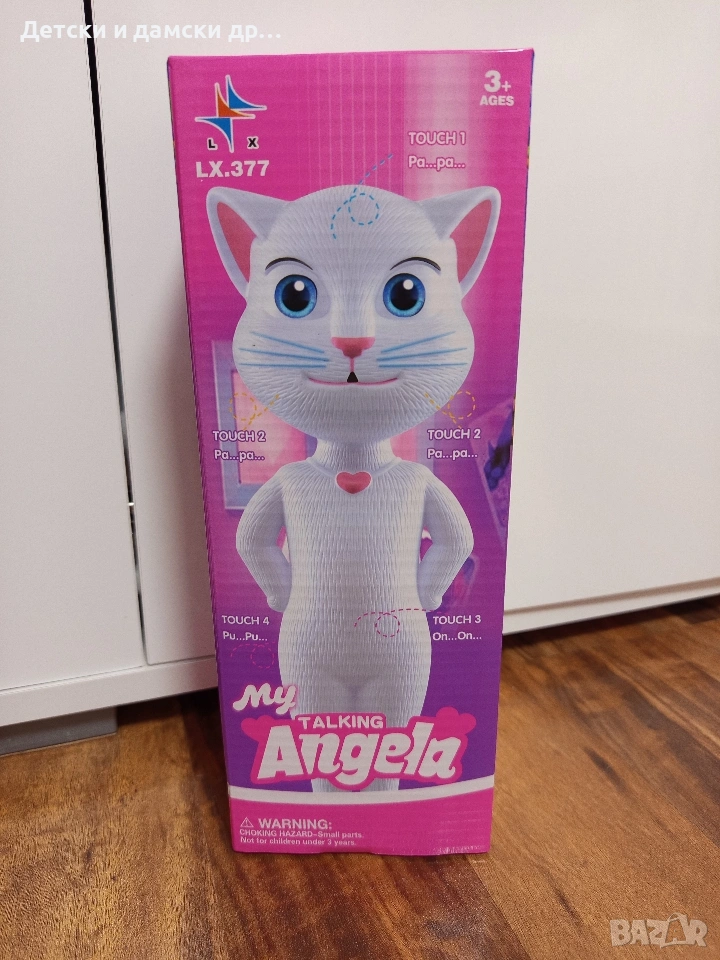 Детски и дамски др...
3+
AGES
L X
LX.377
TOUCH 1
Pa...pa...
TOUCH 2
Pa...pa...
TOUCH 2
Pa...pa...
TOUCH 4
Pu...Pu...
TOUCH 3
On...On...
My
TALKING
Angela
WARNING:
CHOKING HAZARD-Small parts.
Not for children under 3 years.
BAZAR